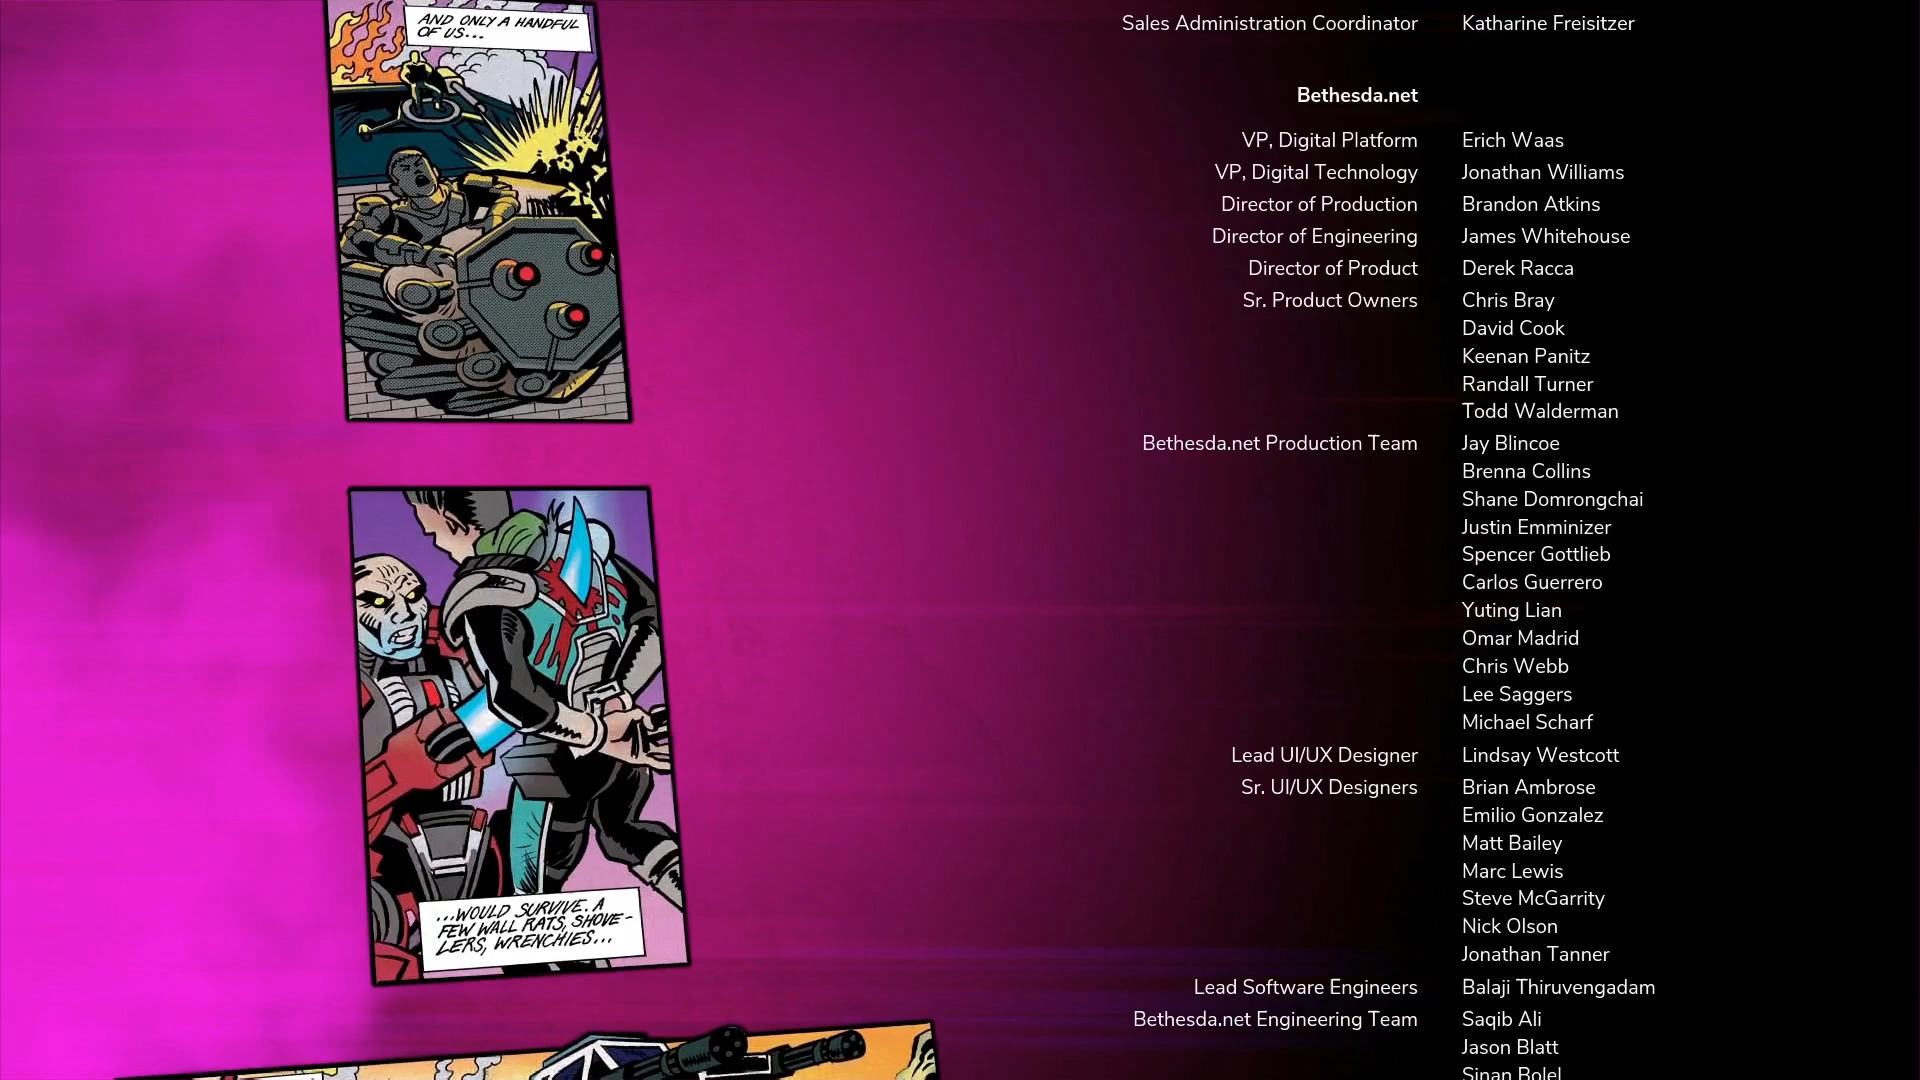 AND ONLY A HANDFUL
OF US...
...WOULD SURVIVE. A
FEW WALL RATS, SHOVE-
LERS, WRENCHIES...
Sales Administration Coordinator Katharine Freisitzer
Bethesda.net
VP, Digital Platform Erich Waas
VP, Digital Technology Jonathan Williams
Director of Production Brandon Atkins
Director of Engineering James Whitehouse
Director of Product Derek Racca
Sr. Product Owners Chris Bray
David Cook
Keenan Panitz
Randall Turner
Todd Walderman
Bethesda.net Production Team Jay Blincoe
Brenna Collins
Shane Domrongchai
Justin Emminizer
Spencer Gottlieb
Carlos Guerrero
Yuting Lian
Omar Madrid
Chris Webb
Lee Saggers
Michael Scharf
Lead UI/UX Designer Lindsay Westcott
Sr. UI/UX Designers Brian Ambrose
Emilio Gonzalez
Matt Bailey
Marc Lewis
Steve McGarrity
Nick Olson
Jonathan Tanner
Lead Software Engineers Balaji Thiruvengadam
Bethesda.net Engineering Team Saqib Ali
Jason Blatt
Sinan Bolel